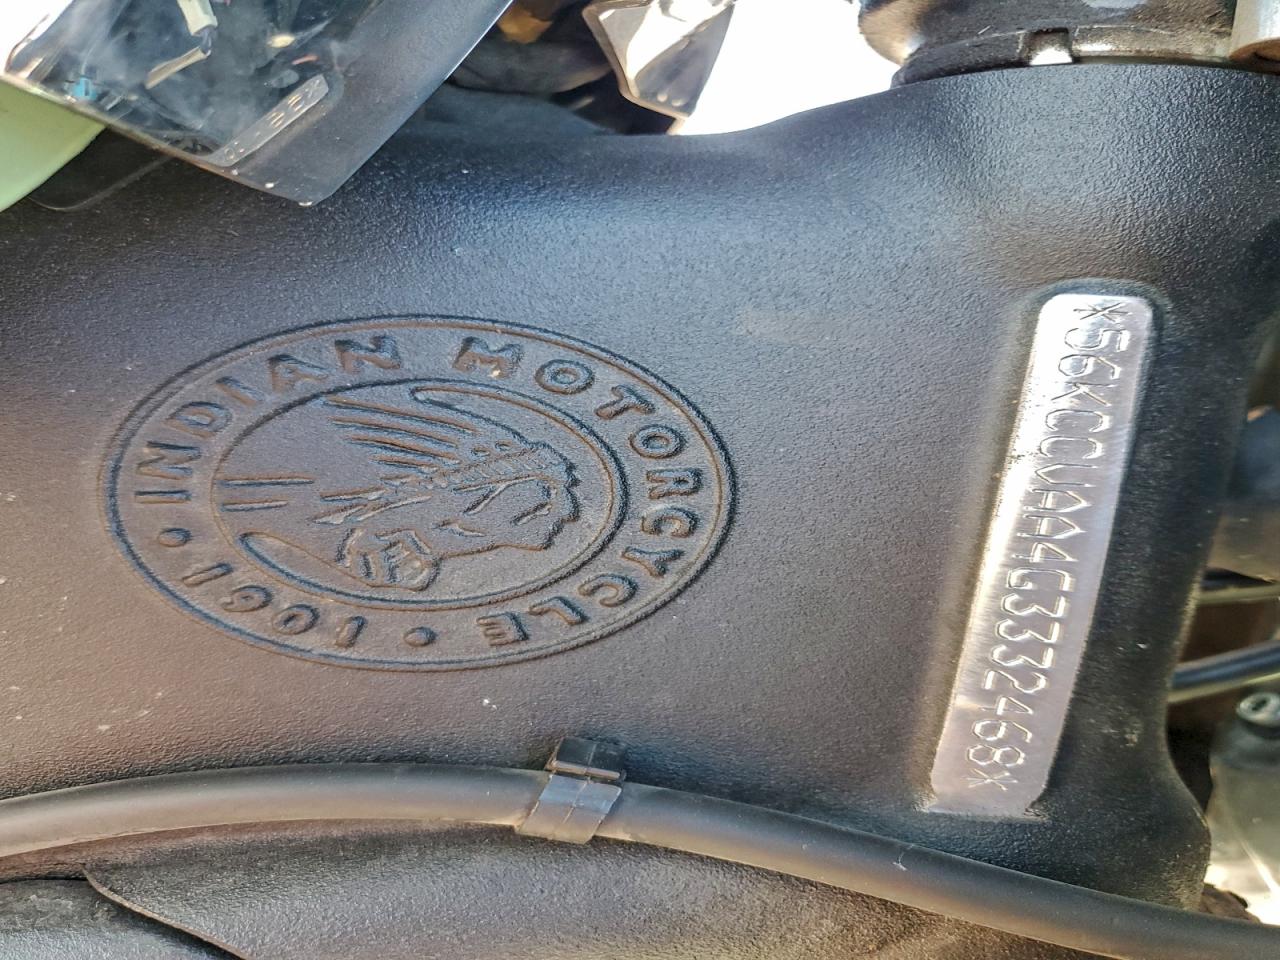 INDIAN MOTORCYCLE
• 1901 •
*56KCCVAA4G3332468*